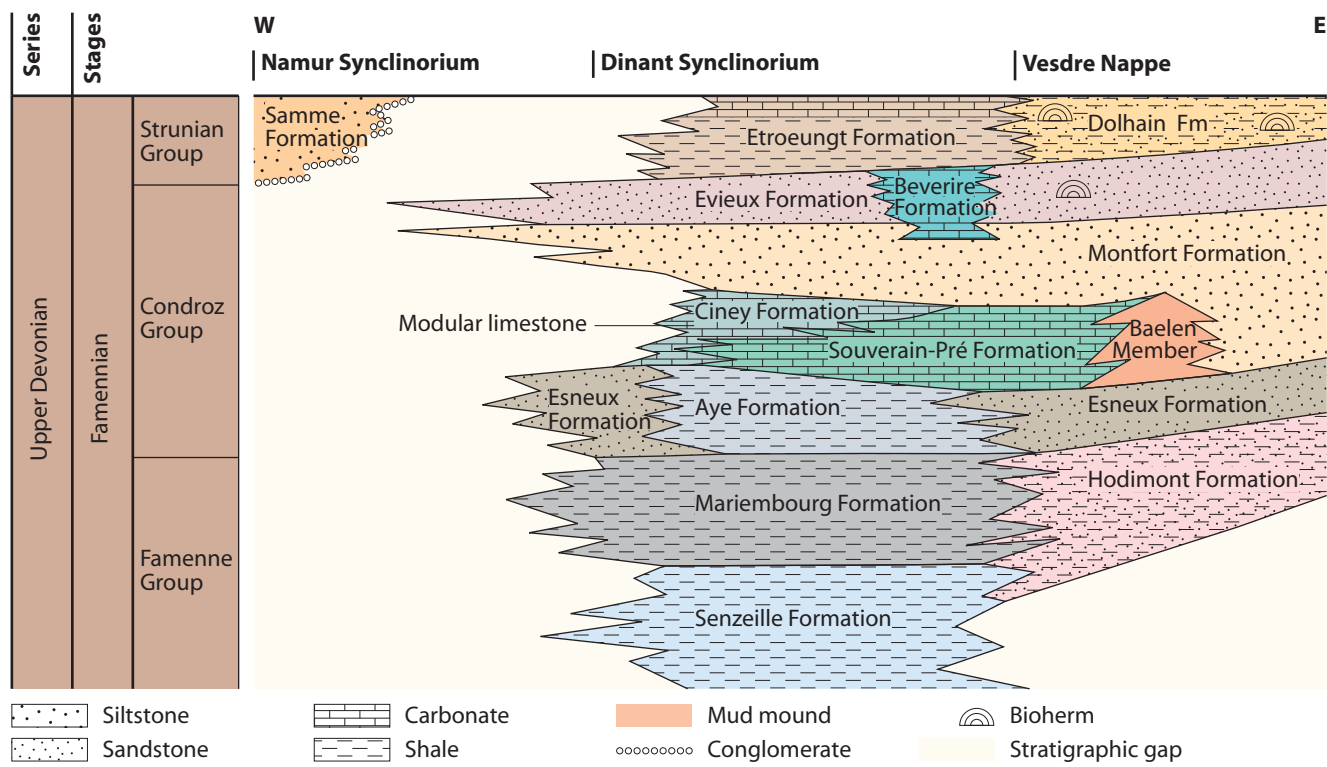 Series
Stages
W
E
Namur Synclinorium
Dinant Synclinorium
Vesdre Nappe
Upper Devonian
Famennian
Strunian
Group
Condroz
Group
Famenne
Group
Samme
Formation
Etroeungt Formation
Dolhain Fm
Evieux Formation
Beverire
Formation
Montfort Formation
Modular limestone
Ciney Formation
Souverain-Pré Formation
Baelen
Member
Esneux
Formation
Aye Formation
Esneux Formation
Mariembourg Formation
Hodimont Formation
Senzeille Formation
Siltstone
Carbonate
Mud mound
Bioherm
Sandstone
Shale
Conglomerate
Stratigraphic gap